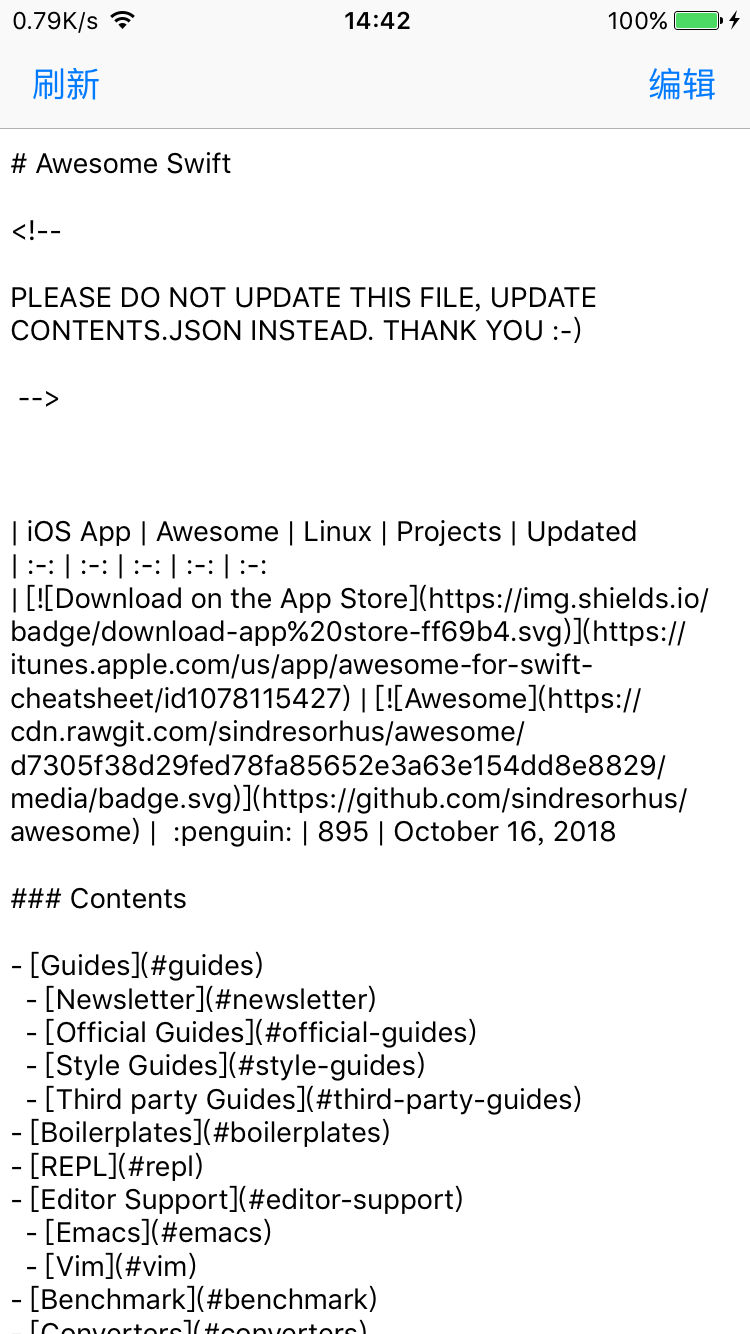 0.79K/s 14:42 100%
刷新 编辑
# Awesome Swift
<!--
PLEASE DO NOT UPDATE THIS FILE, UPDATE
CONTENTS.JSON INSTEAD. THANK YOU :-)
-->
| iOS App | Awesome | Linux | Projects | Updated
| :-: | :-: | :-: | :-: | :-:
| [![Download on the App Store](https://img.shields.io/
badge/download-app%20store-ff69b4.svg)](https://
itunes.apple.com/us/app/awesome-for-swift-
cheatsheet/id1078115427) | [![Awesome](https://
cdn.rawgit.com/sindresorhus/awesome/
d7305f38d29fed78fa85652e3a63e154dd8e8829/
media/badge.svg)](https://github.com/sindresorhus/
awesome) |  :penguin: | 895 | October 16, 2018
### Contents
- [Guides](#guides)
  - [Newsletter](#newsletter)
  - [Official Guides](#official-guides)
  - [Style Guides](#style-guides)
  - [Third party Guides](#third-party-guides)
- [Boilerplates](#boilerplates)
- [REPL](#repl)
- [Editor Support](#editor-support)
  - [Emacs](#emacs)
  - [Vim](#vim)
- [Benchmark](#benchmark)
- [Converters](#converters)